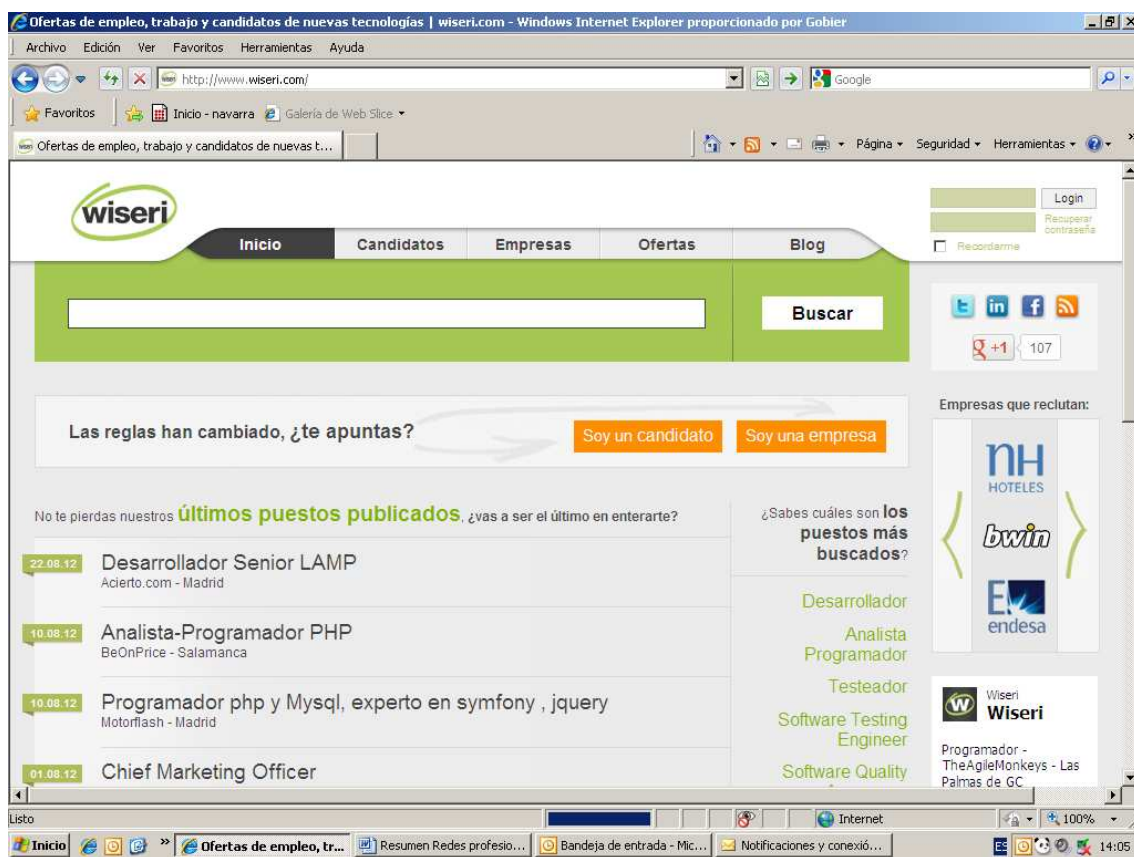 Ofertas de empleo, trabajo y candidatos de nuevas tecnologías | wiseri.com - Windows Internet Explorer proporcionado por Gobier
Archivo Edición Ver Favoritos Herramientas Ayuda
http://www.wiseri.com/
Google
Favoritos Inicio - navarra Galería de Web Slice
Ofertas de empleo, trabajo y candidatos de nuevas t...
Página Seguridad Herramientas
wiseri
Login
Recuperar contraseña
Recordarme
Inicio Candidatos Empresas Ofertas Blog
Buscar
+1 107
Las reglas han cambiado, ¿te apuntas?
Soy un candidato Soy una empresa
Empresas que reclutan:
nH
HOTELES
bwin
endesa
No te pierdas nuestros últimos puestos publicados, ¿vas a ser el último en enterarte?
22.08.12 Desarrollador Senior LAMP
Acierto.com - Madrid
10.08.12 Analista-Programador PHP
BeOnPrice - Salamanca
10.08.12 Programador php y Mysql, experto en symfony , jquery
Motorflash - Madrid
01.08.12 Chief Marketing Officer
¿Sabes cuáles son los
puestos más
buscados?
Desarrollador
Analista
Programador
Testeador
Software Testing
Engineer
Software Quality
Wiseri
Wiseri
Programador -
TheAgileMonkeys - Las
Palmas de GC
Listo
Internet
100%
Inicio
Ofertas de empleo, tr...
Resumen Redes profesio...
Bandeja de entrada - Mic...
Notificaciones y conexió...
ES
14:05